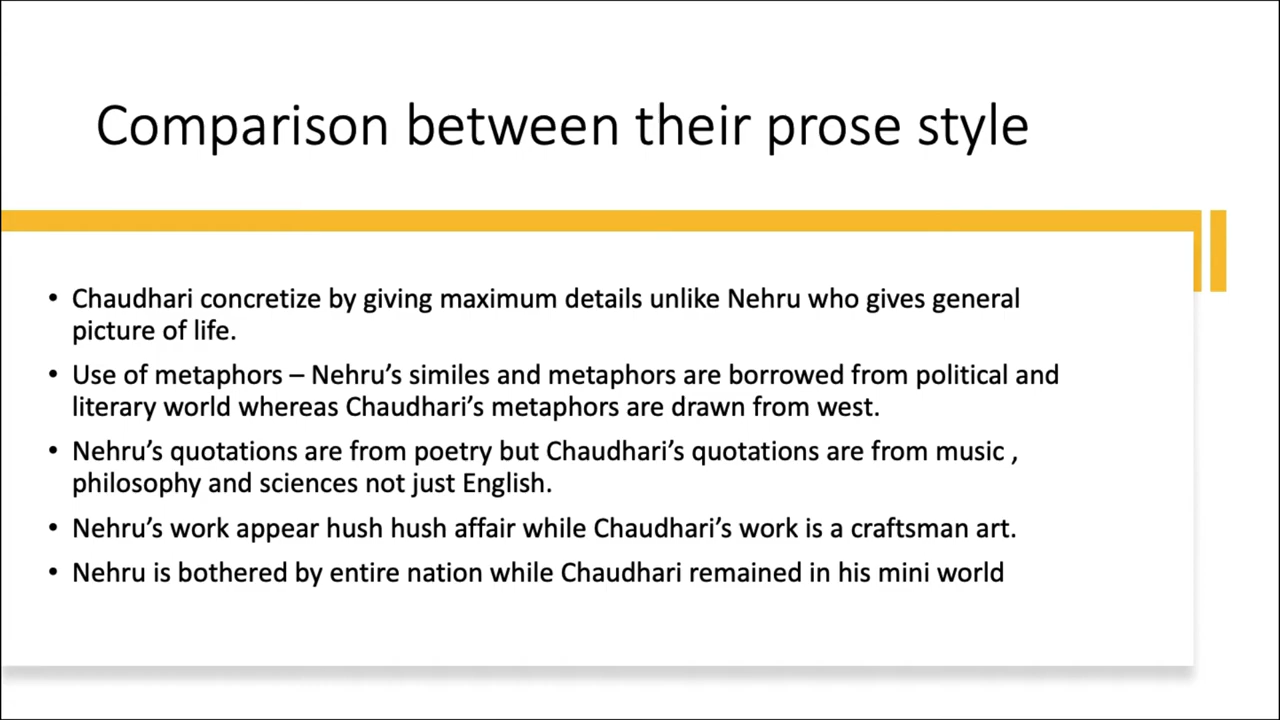 Comparison between their prose style
• Chaudhari concretize by giving maximum details unlike Nehru who gives general
picture of life.
• Use of metaphors – Nehru’s similes and metaphors are borrowed from political and
literary world whereas Chaudhari’s metaphors are drawn from west.
• Nehru’s quotations are from poetry but Chaudhari’s quotations are from music ,
philosophy and sciences not just English.
• Nehru’s work appear hush hush affair while Chaudhari’s work is a craftsman art.
• Nehru is bothered by entire nation while Chaudhari remained in his mini world